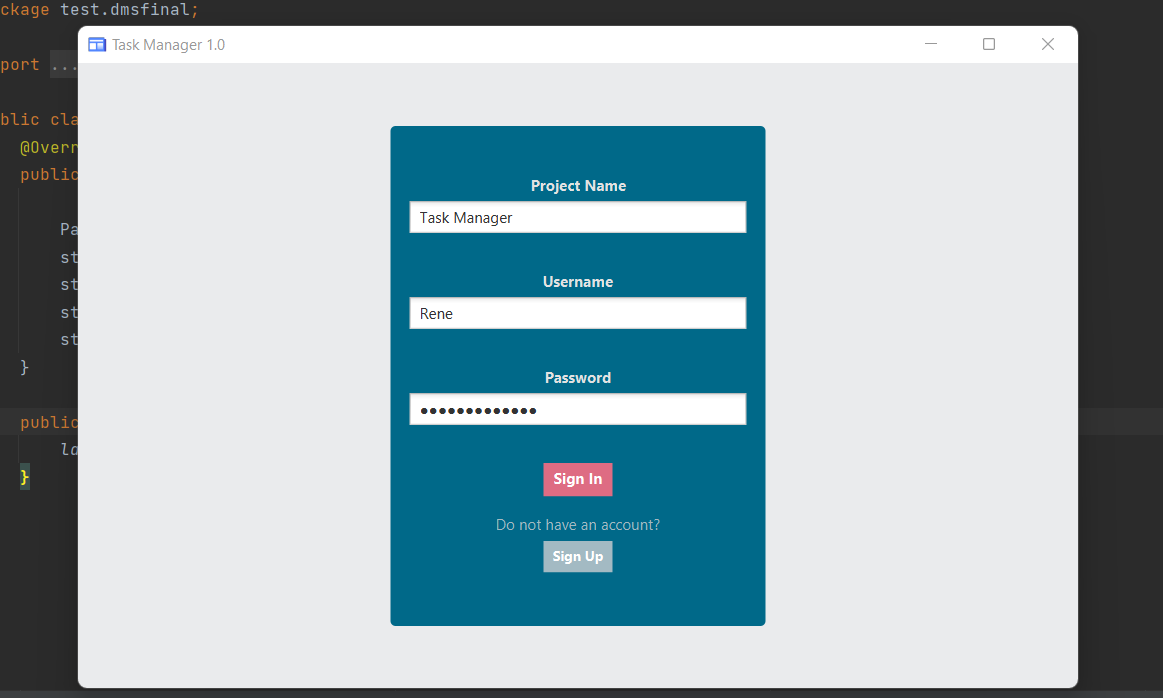 ckage test.dmsfinal;
Task Manager 1.0
port ...
blic cla
@Overr
public
Pa
st
st
st
st
}
public
la
}
Project Name
Task Manager
Username
Rene
Password
●●●●●●●●●●●●●
Sign In
Do not have an account?
Sign Up